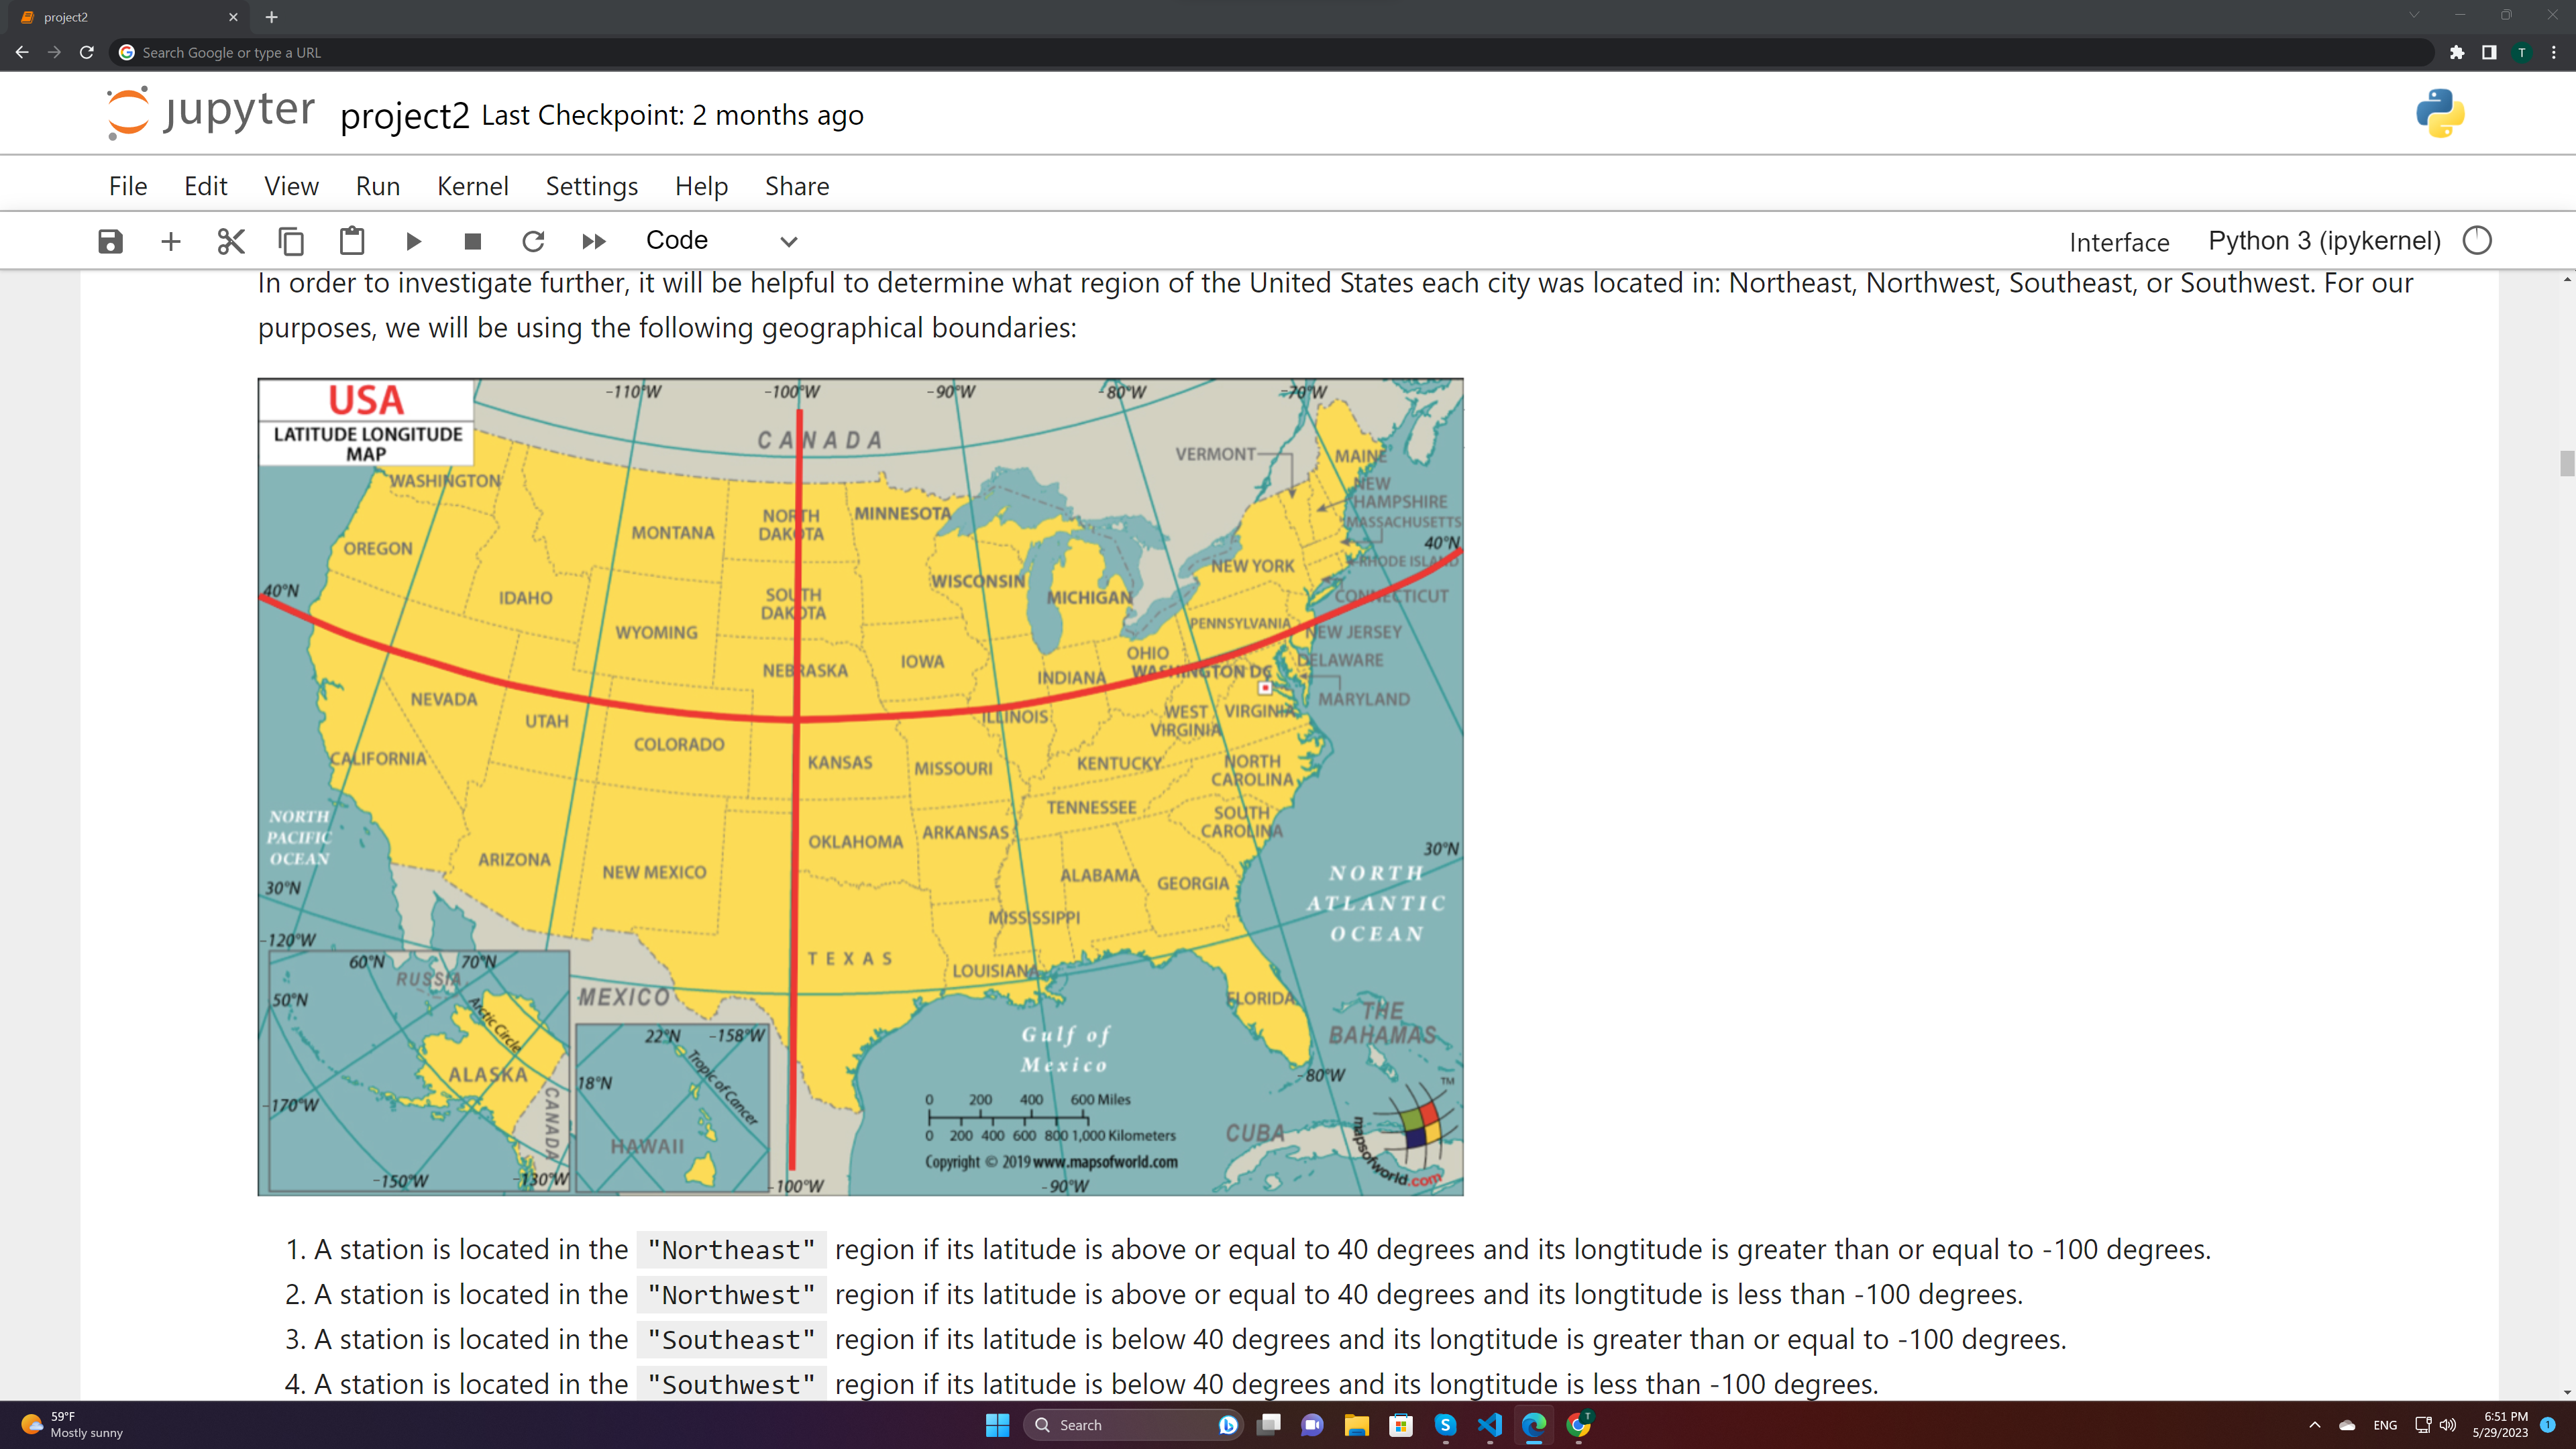 project2
Search Google or type a URL
T
jupyter project2 Last Checkpoint: 2 months ago
File Edit View Run Kernel Settings Help Share
Code
Interface Python 3 (ipykernel)
In order to investigate further, it will be helpful to determine what region of the United States each city was located in: Northeast, Northwest, Southeast, or Southwest. For our
purposes, we will be using the following geographical boundaries:
USA
LATITUDE LONGITUDE
MAP
-110°W -100°W -90°W -80°W -70°W
CANADA
VERMONT MAINE
WASHINGTON
NEW
HAMPSHIRE
MONTANA
NORTH
DAKOTA
MINNESOTA
MASSACHUSETTS
OREGON
40°N
RHODE ISLAND
NEW YORK
WISCONSIN
40°N
IDAHO
SOUTH
DAKOTA
MICHIGAN
CONNECTICUT
WYOMING
PENNSYLVANIA
NEW JERSEY
NEBRASKA
IOWA
OHIO
DELAWARE
INDIANA
WASHINGTON DC
NEVADA
MARYLAND
UTAH
ILLINOIS
WEST
VIRGINIA
VIRGINIA
COLORADO
CALIFORNIA
KANSAS
MISSOURI
KENTUCKY
NORTH
CAROLINA
NORTH
PACIFIC
OCEAN
TENNESSEE
SOUTH
CAROLINA
OKLAHOMA
ARKANSAS
ARIZONA
NEW MEXICO
30°N
30°N
ALABAMA
GEORGIA
NORTH
ATLANTIC
OCEAN
MISSISSIPPI
-120°W
TEXAS
LOUISIANA
60°N
70°N
RUSSIA
50°N
Arctic Circle
MEXICO
FLORIDA
THE
BAHAMAS
22°N -158°W
Gulf of
Mexico
ALASKA
18°N
Tropic of Cancer
-80°W
TM
-170°W
CANADA
0 200 400 600 Miles
0 200 400 600 800 1,000 Kilometers
HAWAII
CUBA
Copyright © 2019 www.mapsofworld.com
mapsofworld.com
-150°W
-130°W
-100°W
-90°W
1. A station is located in the "Northeast" region if its latitude is above or equal to 40 degrees and its longtitude is greater than or equal to -100 degrees.
2. A station is located in the "Northwest" region if its latitude is above or equal to 40 degrees and its longtitude is less than -100 degrees.
3. A station is located in the "Southeast" region if its latitude is below 40 degrees and its longtitude is greater than or equal to -100 degrees.
4. A station is located in the "Southwest" region if its latitude is below 40 degrees and its longtitude is less than -100 degrees.
59°F
Mostly sunny
Search
ENG
6:51 PM
5/29/2023
1